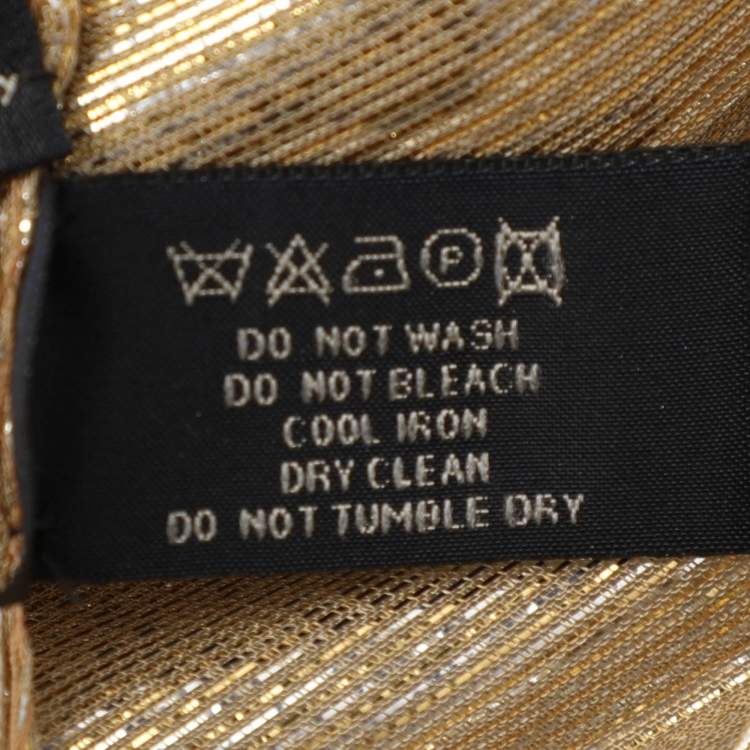 P
DO NOT WASH
DO NOT BLEACH
COOL IRON
DRY CLEAN
DO NOT TUMBLE DRY